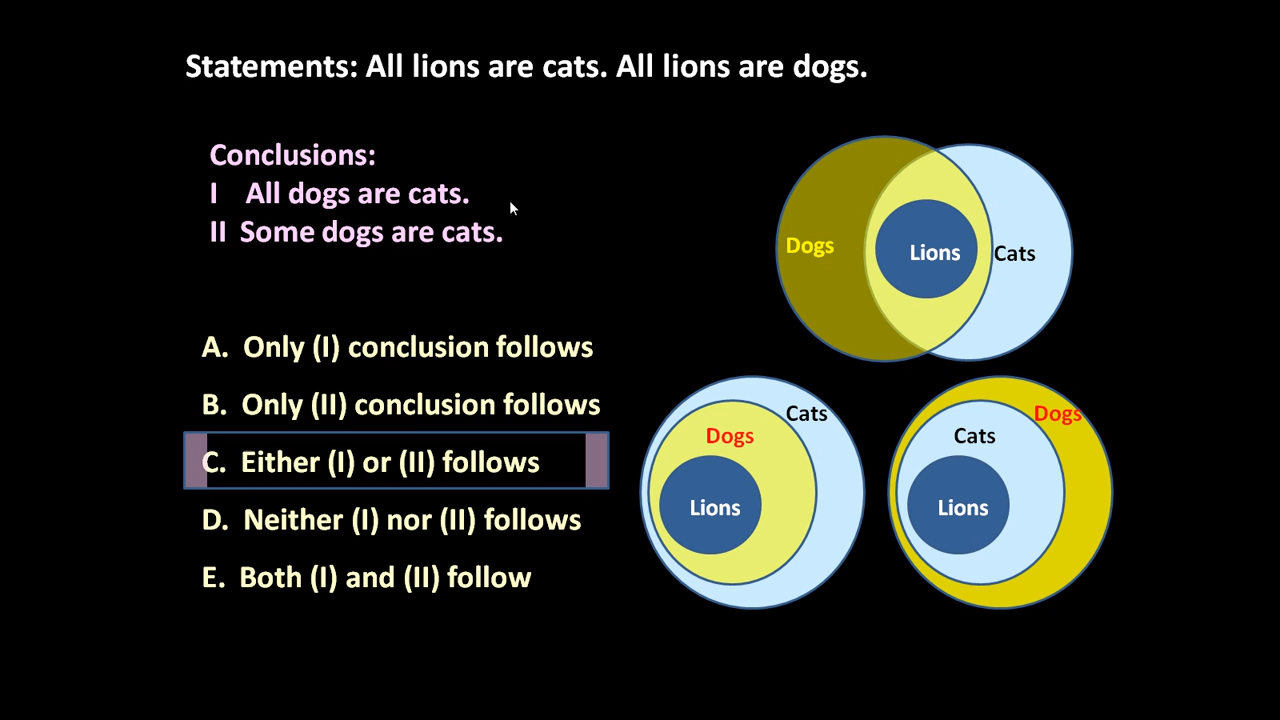 Statements: All lions are cats. All lions are dogs.
Conclusions:
I All dogs are cats.
II Some dogs are cats.
A. Only (I) conclusion follows
B. Only (II) conclusion follows
C. Either (I) or (II) follows
D. Neither (I) nor (II) follows
E. Both (I) and (II) follow
Dogs
Lions
Cats
Cats
Dogs
Lions
Dogs
Cats
Lions